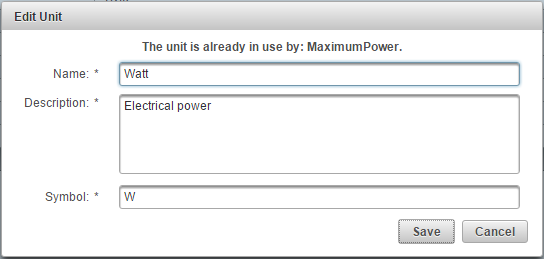 Edit Unit
The unit is already in use by: MaximumPower.
Name: * Watt
Description: * Electrical power
Symbol: * W
Save Cancel